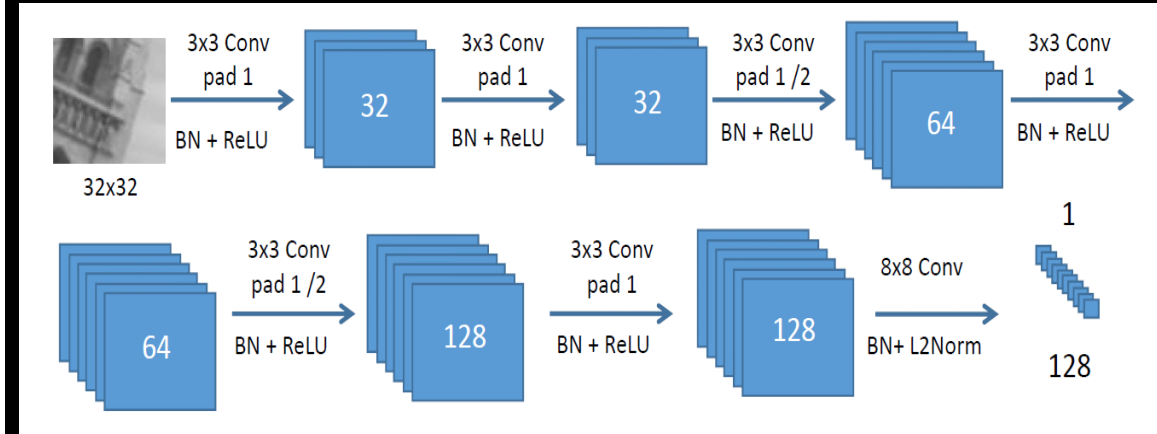 3x3 Conv
pad 1
BN + ReLU
32x32
32
3x3 Conv
pad 1
BN + ReLU
32
3x3 Conv
pad 1 /2
BN + ReLU
64
3x3 Conv
pad 1
BN + ReLU
64
3x3 Conv
pad 1 /2
BN + ReLU
128
3x3 Conv
pad 1
BN + ReLU
128
8x8 Conv
BN+ L2Norm
1
128